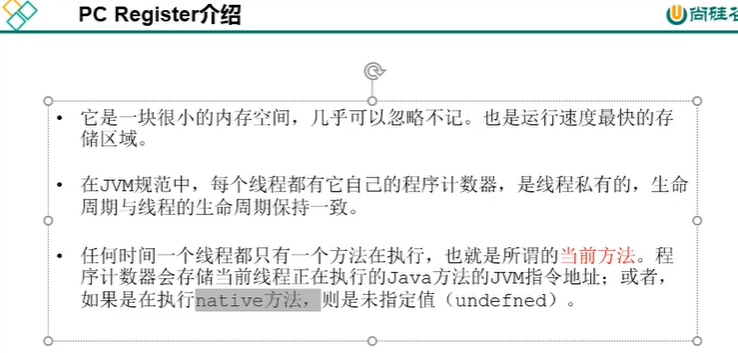 PC Register介绍
尚硅谷
• 它是一块很小的内存空间，几乎可以忽略不记。也是运行速度最快的存
储区域。
• 在JVM规范中，每个线程都有它自己的程序计数器，是线程私有的，生命
周期与线程的生命周期保持一致。
• 任何时间一个线程都只有一个方法在执行，也就是所谓的当前方法。程
序计数器会存储当前线程正在执行的Java方法的JVM指令地址；或者，
如果是在执行native方法，则是未指定值（undefned）。